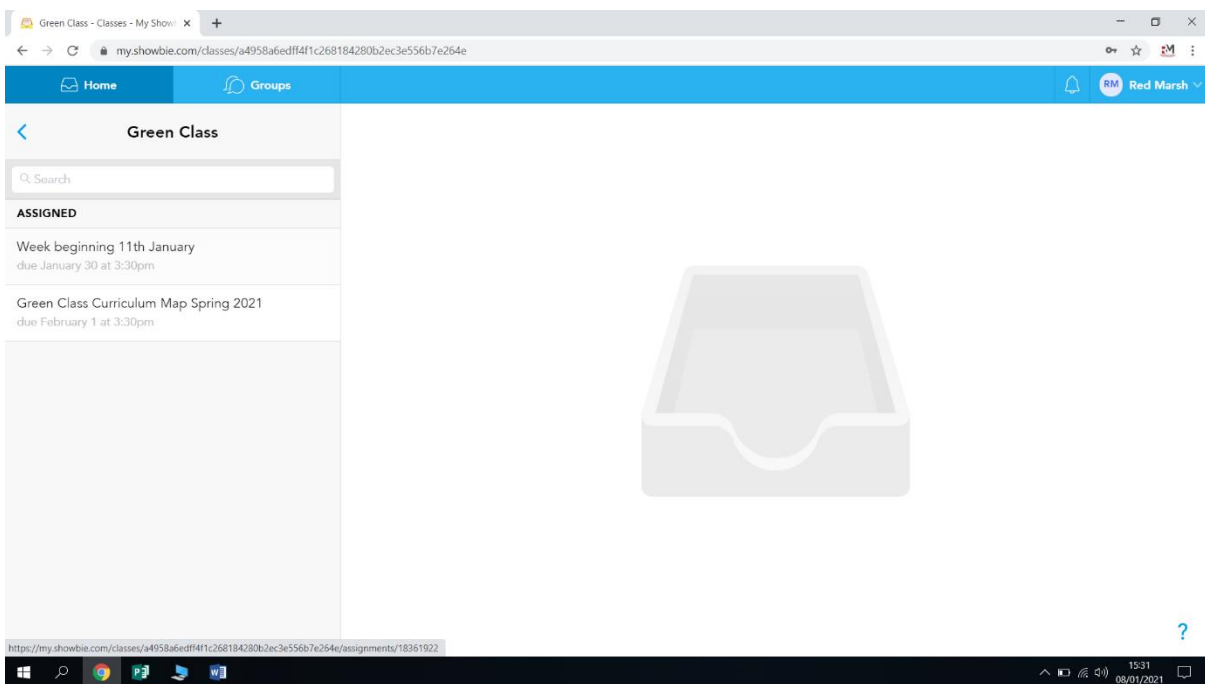 Green Class - Classes - My Show
my.showbie.com/classes/a4958a6edff4f1c268184280b2ec3e556b7e264e
Home
Groups
RM Red Marsh
Green Class
Search
ASSIGNED
Week beginning 11th January
due January 30 at 3:30pm
Green Class Curriculum Map Spring 2021
due February 1 at 3:30pm
?
https://my.showbie.com/classes/a4958a6edff4f1c268184280b2ec3e556b7e264e/assignments/18361922
15:31
08/01/2021